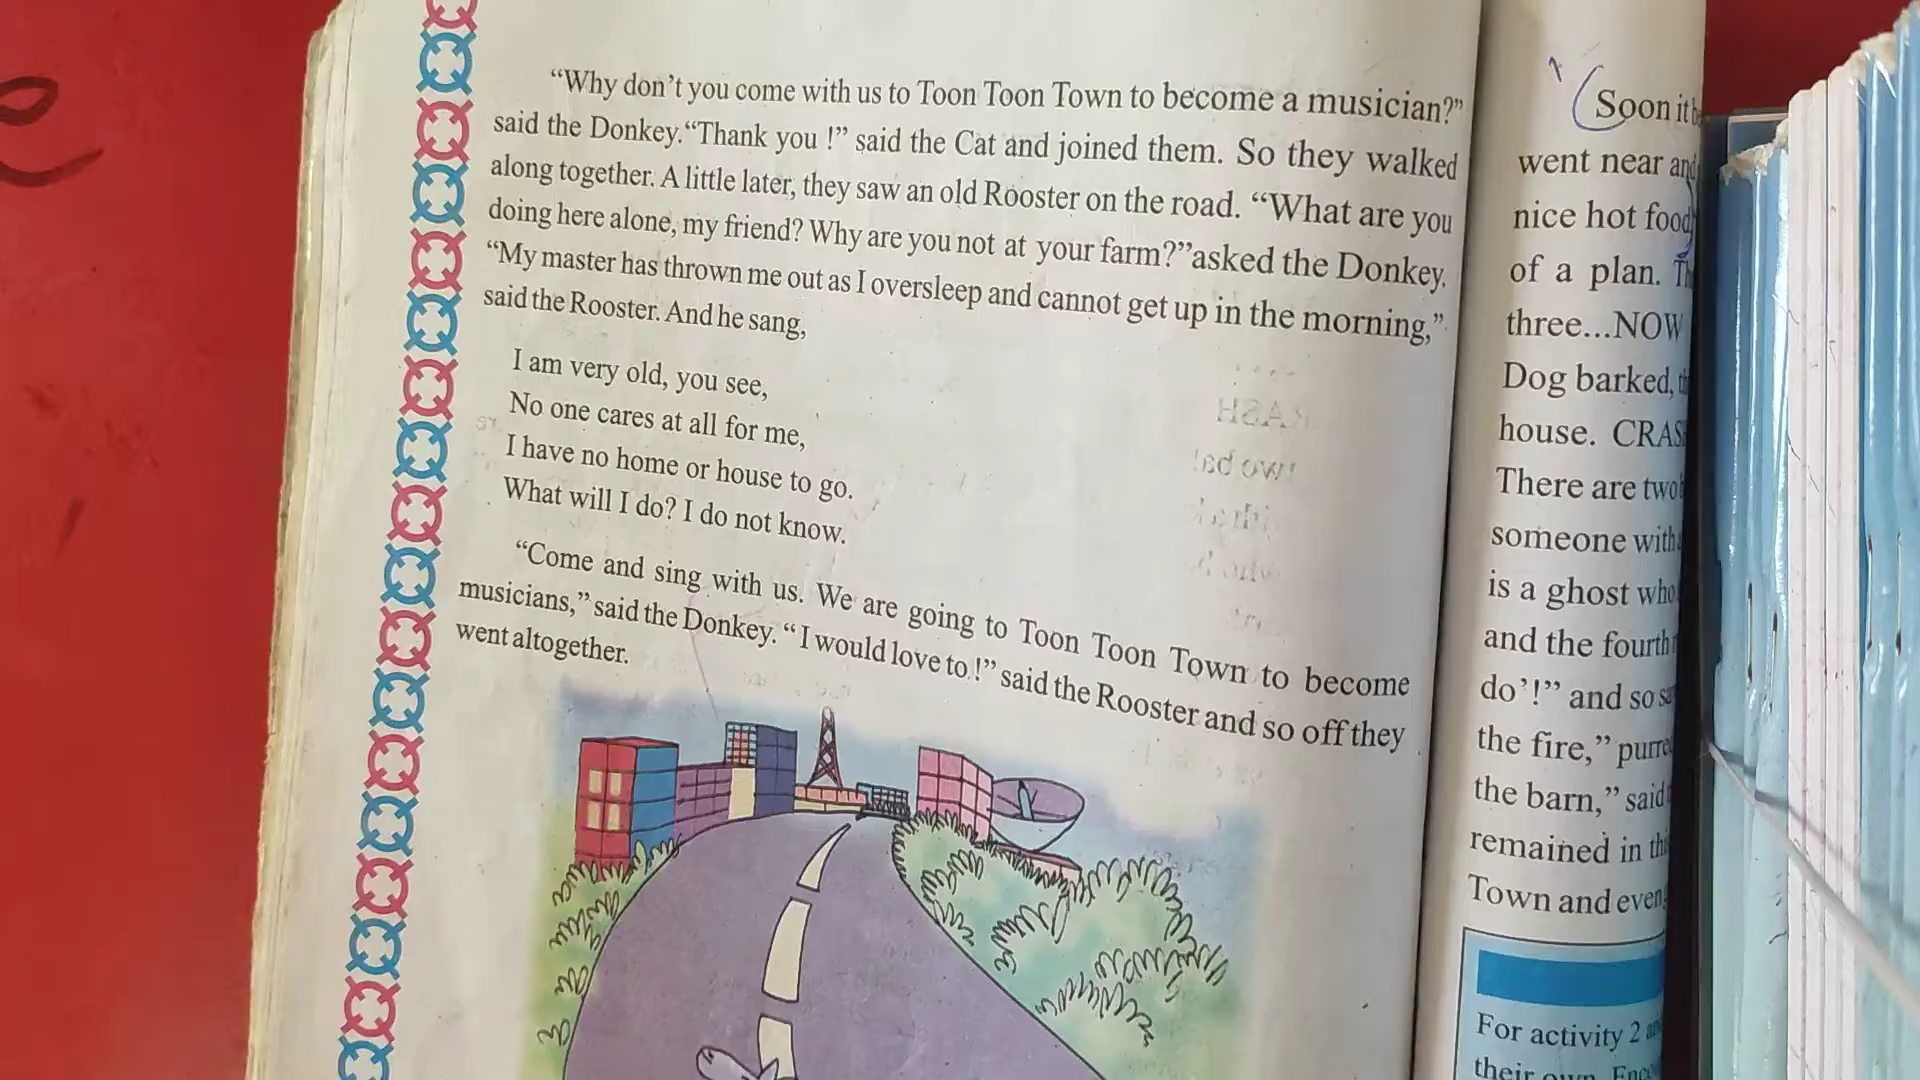 “Why don’t you come with us to Toon Toon Town to become a musician?”
said the Donkey.“Thank you !” said the Cat and joined them. So they walked
along together. A little later, they saw an old Rooster on the road. “What are you
doing here alone, my friend? Why are you not at your farm?”asked the Donkey.
“My master has thrown me out as I oversleep and cannot get up in the morning,”
said the Rooster. And he sang,
I am very old, you see,
No one cares at all for me,
I have no home or house to go.
What will I do? I do not know.
“Come and sing with us. We are going to Toon Toon Town to become
musicians,” said the Donkey. “ I would love to !” said the Rooster and so off they
went altogether.
Soon it
went near and
nice hot food
of a plan.
three...NOW
Dog barked,
house.
There are two
someone with
is a ghost who
and the fourth
do’!” and so
the fire,”
the barn,” said
remained in
Town and even
For activity 2
their own.